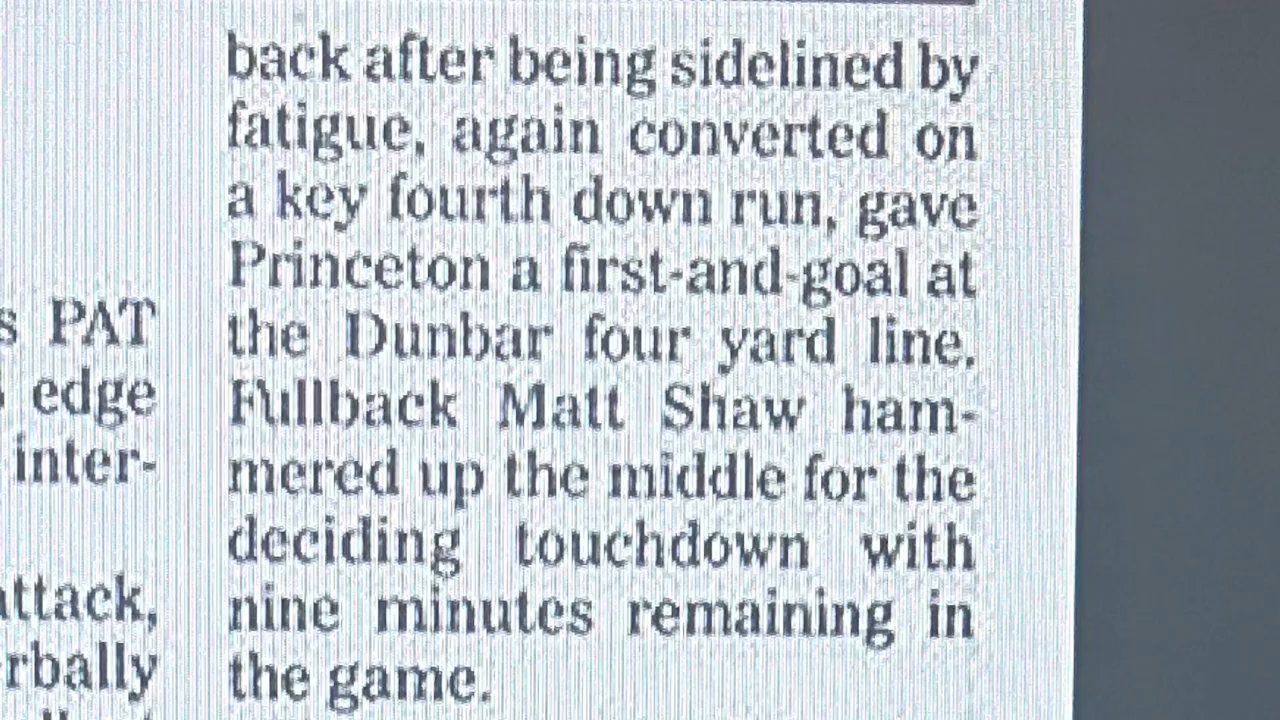 s PAT
edge
inter-
attack,
rbally
back after being sidelined by
fatigue, again converted on
a key fourth down run, gave
Princeton a first-and-goal at
the Dunbar four yard line.
Fullback Matt Shaw ham-
mered up the middle for the
deciding touchdown with
nine minutes remaining in
the game.